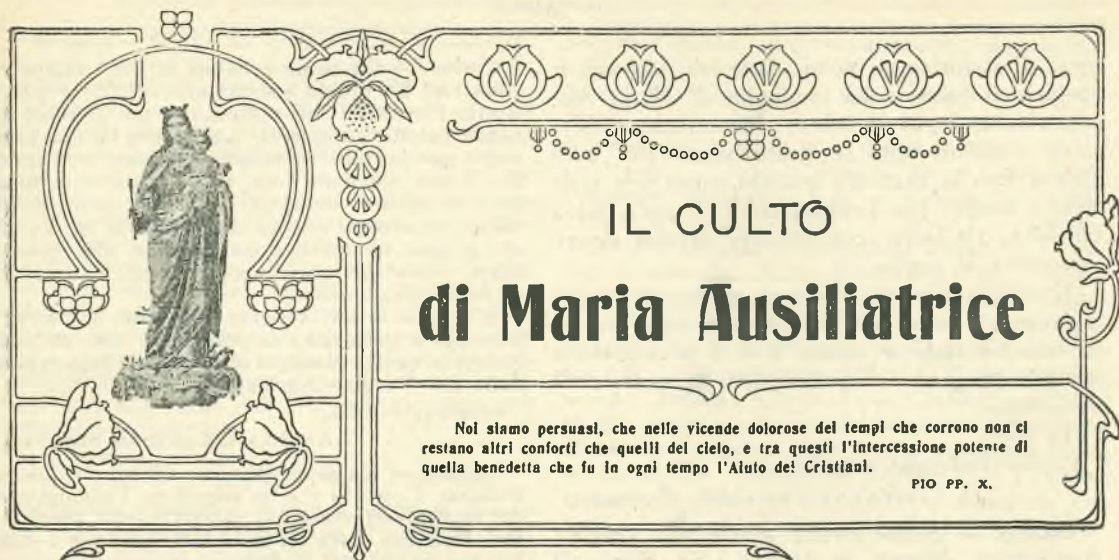 IL CULTO
di Maria Ausiliatrice
Noi siamo persuasi, che nelle vicende dolorose dei tempi che corrono non ci
restano altri conforti che quelli del cielo, e tra questi l'intercessione potente di
quella benedetta che fu in ogni tempo l'Aiuto dei Cristiani.
PIO PP. X.